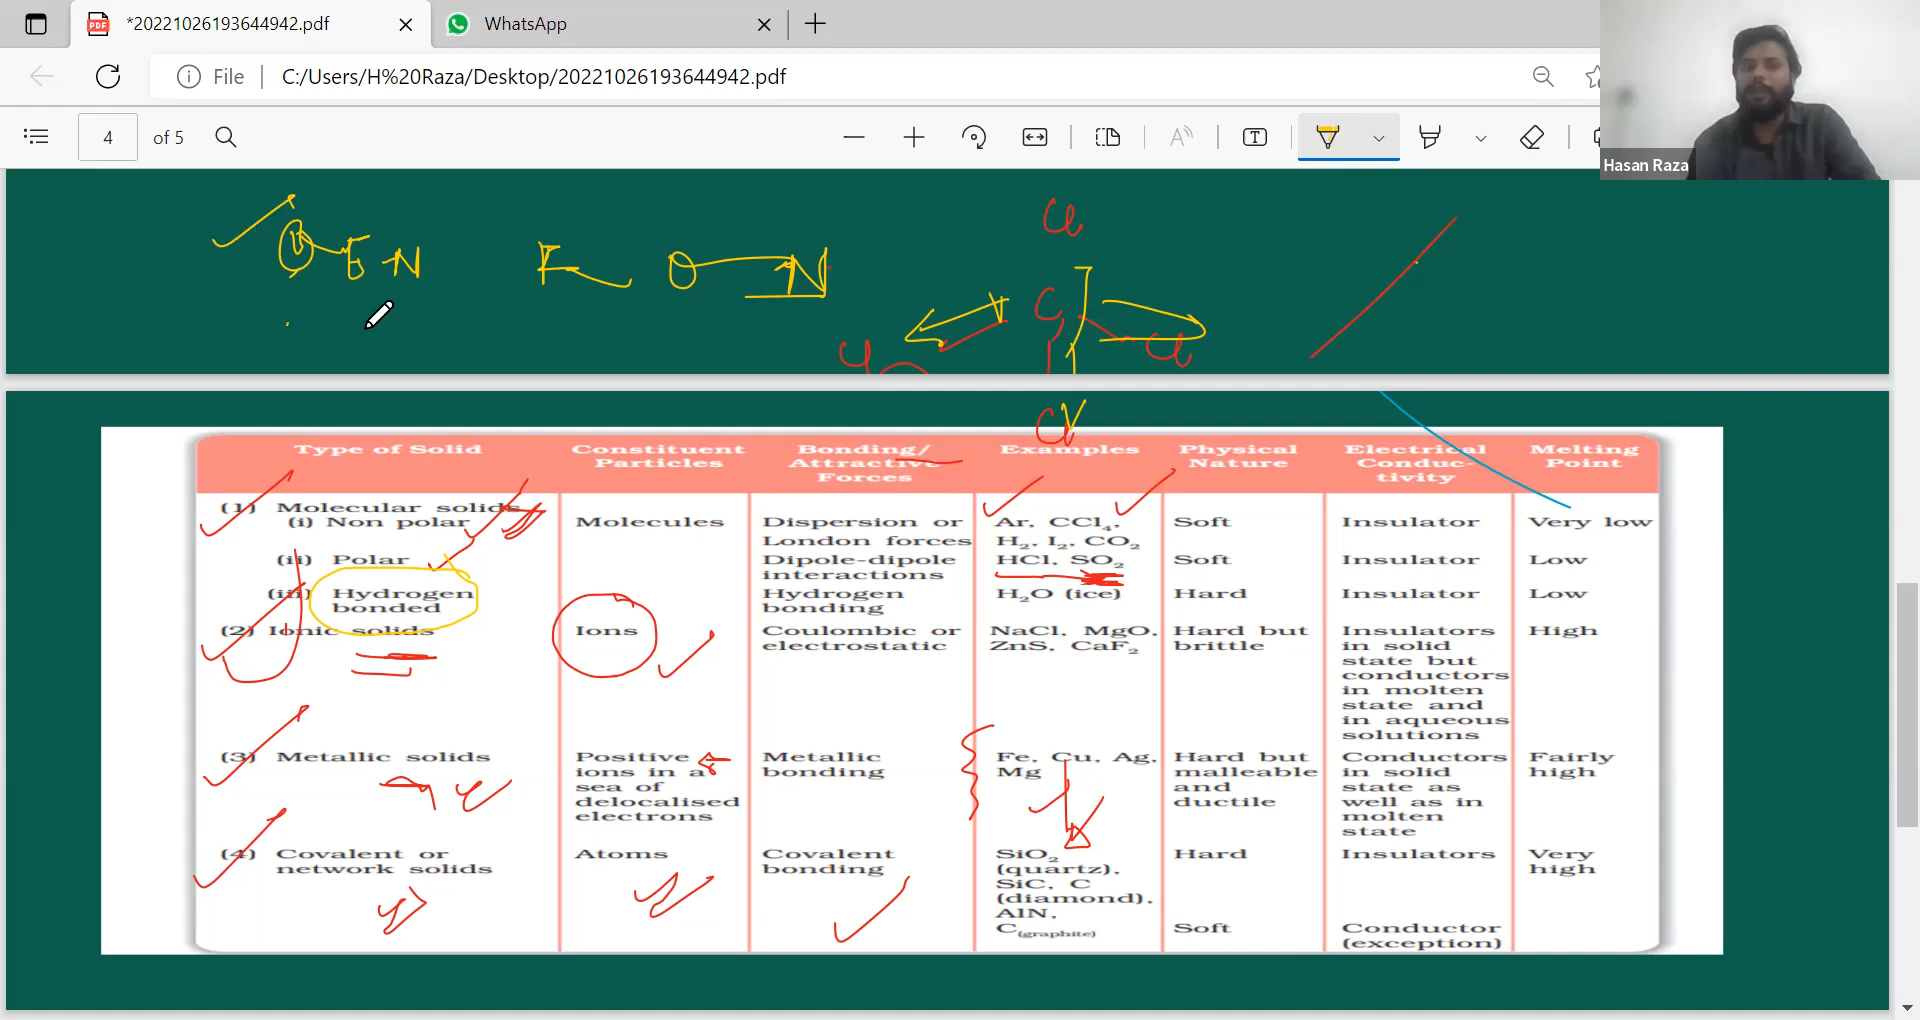 *20221026193644942.pdf
WhatsApp
File
C:/Users/H%20Raza/Desktop/20221026193644942.pdf
4
of 5
Hasan Raza
N
F
O
N
Cl
C
Cl
Cl
Type of Solid
Constituent
Particles
Bonding/
Attractive
Forces
Examples
Physical
Nature
Electrical
Conduc-
tivity
Melting
Point
(1) Molecular solids
(i) Non polar
Molecules
Dispersion or
London forces
Ar, CCl₄,
H₂, I₂, CO₂
Soft
Insulator
Very low
(ii) Polar
Dipole-dipole
interactions
HCl, SO₂
Soft
Insulator
Low
(iii) Hydrogen
bonded
Hydrogen
bonding
H₂O (ice)
Hard
Insulator
Low
(2) Ionic solids
Ions
Coulombic or
electrostatic
NaCl, MgO,
ZnS, CaF₂
Hard but
brittle
Insulators
in solid
state but
conductors
in molten
state and
in aqueous
solutions
High
(3) Metallic solids
Positive
ions in a
sea of
delocalised
electrons
Metallic
bonding
Fe, Cu, Ag,
Mg
Hard but
malleable
and
ductile
Conductors
in solid
state as
well as in
molten
state
Fairly
high
(4) Covalent or
network solids
Atoms
Covalent
bonding
SiO₂
(quartz),
SiC, C
(diamond),
AlN,
C(graphite)
Hard
Soft
Insulators
Conductor
(exception)
Very
high